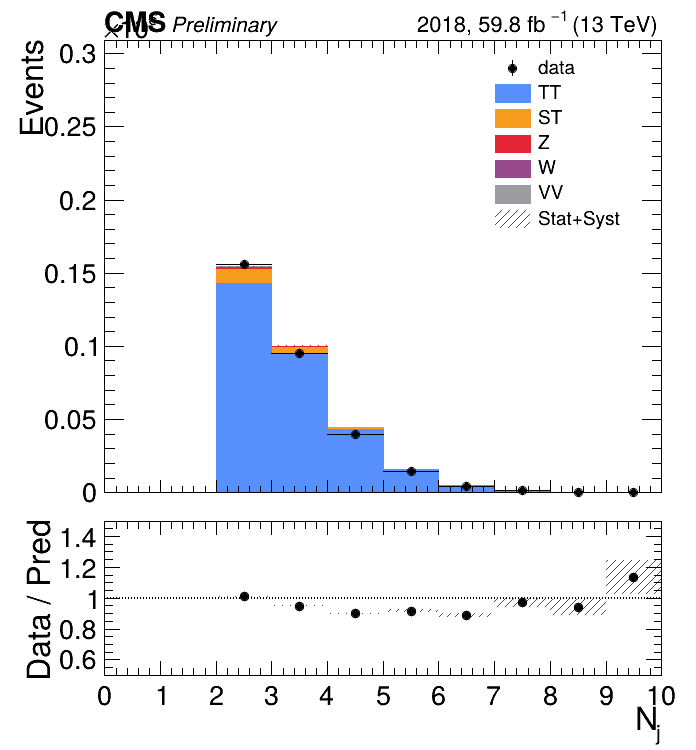 CMS Preliminary
2018, 59.8 fb⁻¹ (13 TeV)
Events
0.3
0.25
0.2
0.15
0.1
0.05
0
data
TT
ST
Z
W
VV
Stat+Syst
Data / Pred
1.4
1.2
1
0.8
0.6
0 1 2 3 4 5 6 7 8 9 10
Nj